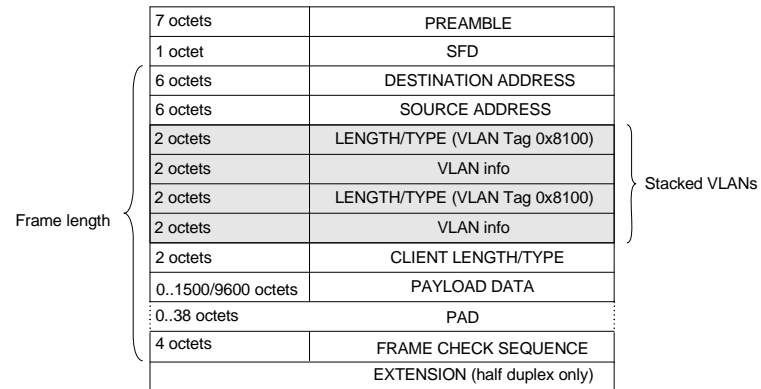 7 octets PREAMBLE
1 octet SFD
6 octets DESTINATION ADDRESS
6 octets SOURCE ADDRESS
2 octets LENGTH/TYPE (VLAN Tag 0x8100)
2 octets VLAN info
Stacked VLANs
2 octets LENGTH/TYPE (VLAN Tag 0x8100)
Frame length
2 octets VLAN info
2 octets CLIENT LENGTH/TYPE
0..1500/9600 octets PAYLOAD DATA
0..38 octets PAD
4 octets FRAME CHECK SEQUENCE
EXTENSION (half duplex only)